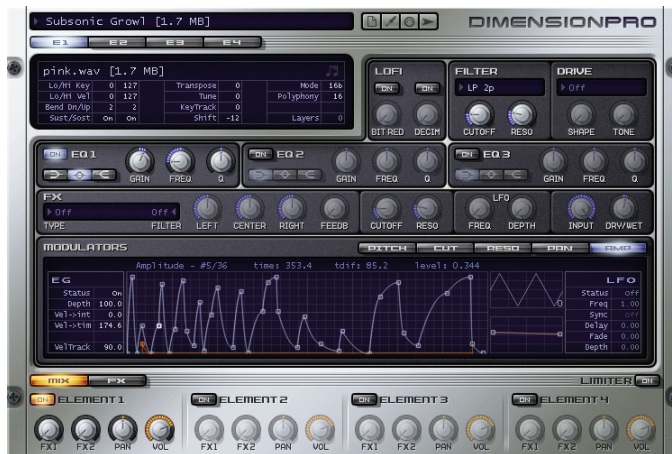 Subsonic Growl [1.7 MB]
DIMENSIONPRO
E1 E2 E3 E4
pink.wav [1.7 MB]
Lo/Hi Key 0 127 Transpose 0 Mode 16b
Lo/Hi Vel 0 127 Tune 0 Polyphony 16
Bend Dn/Up 2 2 KeyTrack 0
Sust/Sost On On Shift -12 Layers 0
LOFI
ON ON
BIT RED DECIM
FILTER
LP 2p
CUTOFF RESO
DRIVE
Off
SHAPE TONE
ON EQ 1
GAIN FREQ Q
ON EQ 2
GAIN FREQ Q
ON EQ 3
GAIN FREQ Q
FX
Off Off
TYPE FILTER LEFT CENTER RIGHT FEEDB CUTOFF RESO
LFO
FREQ DEPTH
INPUT DRY/WET
MODULATORS
PITCH CUT RESO PAN AMP
Amplitude - #5/36 time: 353.4 tdif: 85.2 level: 0.344
EG
Status On
Depth 100.0
Vel->int 0.0
Vel->tim 174.6
VelTrack 90.0
LFO
Status Off
Freq 1.00
Sync Off
Delay 0.00
Fade 0.00
Depth 0.00
MIX FX
LIMITER ON
ON ELEMENT 1
FX1 FX2 PAN VOL
ON ELEMENT 2
FX1 FX2 PAN VOL
ON ELEMENT 3
FX1 FX2 PAN VOL
ON ELEMENT 4
FX1 FX2 PAN VOL